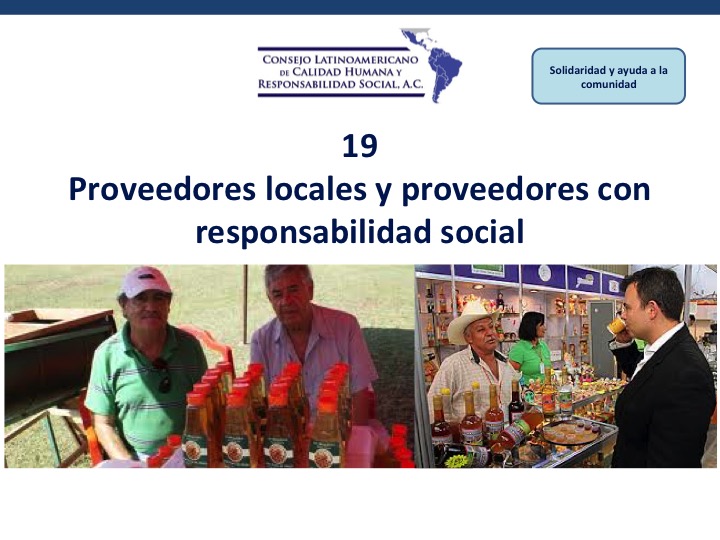 CONSEJO LATINOAMERICANO
DE CALIDAD HUMANA Y
RESPONSABILIDAD SOCIAL, A.C.
Solidaridad y ayuda a la
comunidad
19
Proveedores locales y proveedores con
responsabilidad social